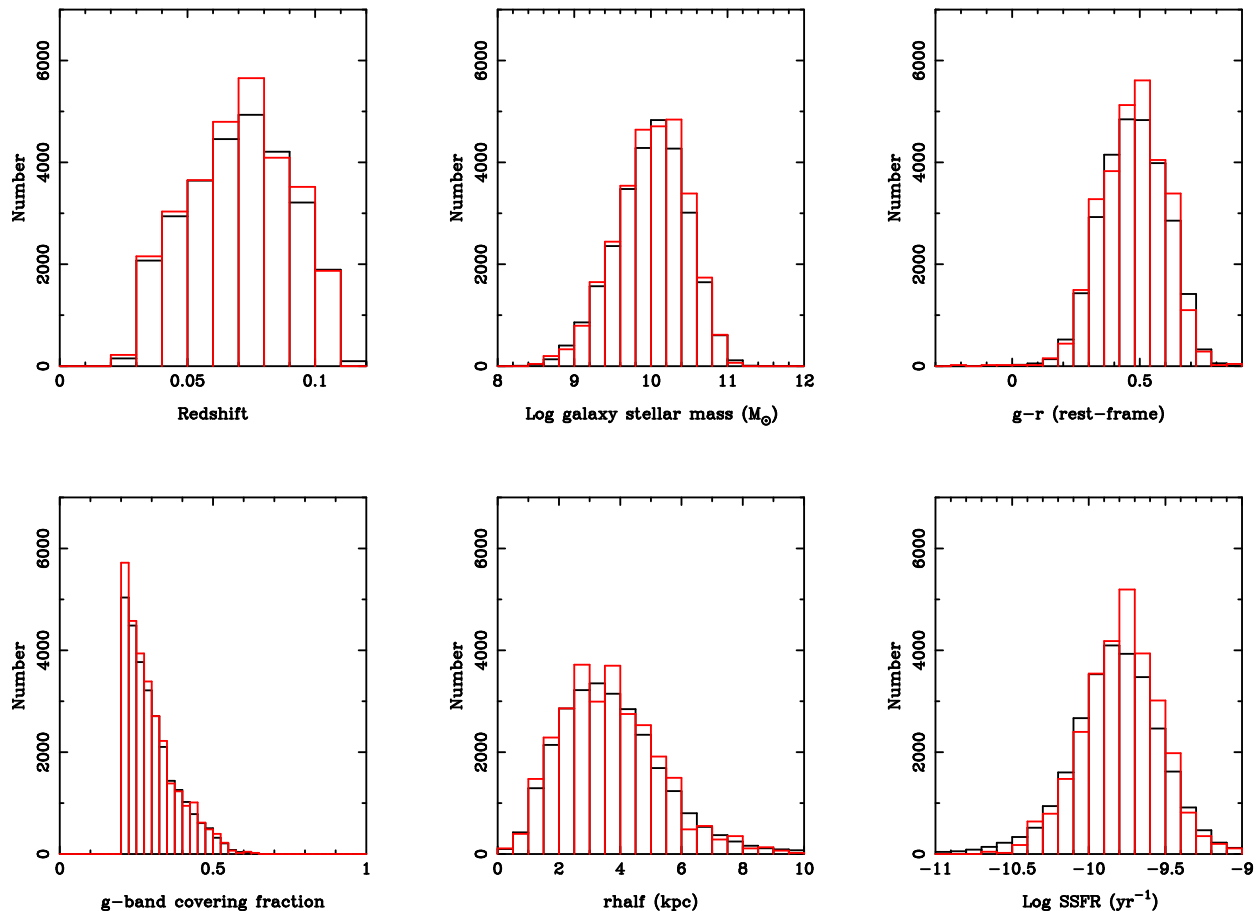 6000
4000
2000
0
Number
0 0.05 0.1
Redshift
6000
4000
2000
0
Number
8 9 10 11 12
Log galaxy stellar mass (M⊙)
6000
4000
2000
0
Number
0 0.5
g-r (rest-frame)
6000
4000
2000
0
Number
0 0.5 1
g-band covering fraction
6000
4000
2000
0
Number
0 2 4 6 8 10
rhalf (kpc)
6000
4000
2000
0
Number
-11 -10.5 -10 -9.5 -9
Log SSFR (yr⁻¹)